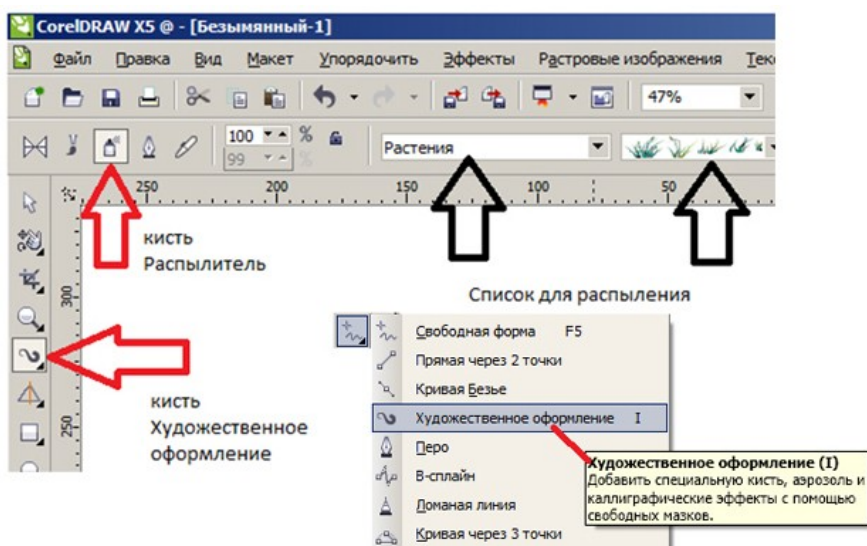 CorelDRAW X5 @ - [Безымянный-1]
Файл Правка Вид Макет Упорядочить Эффекты Растровые изображения Тек
47%
100 %
99 %
Растения
250 200 150 100 50
кисть
Распылитель
300
Список для распыления
Свободная форма F5
Прямая через 2 точки
Кривая Безье
Художественное оформление I
Перо
В-сплайн
Ломаная линия
Кривая через 3 точки
кисть
Художественное
оформление
250
Художественное оформление (I)
Добавить специальную кисть, аэрозоль и
каллиграфические эффекты с помощью
свободных мазков.